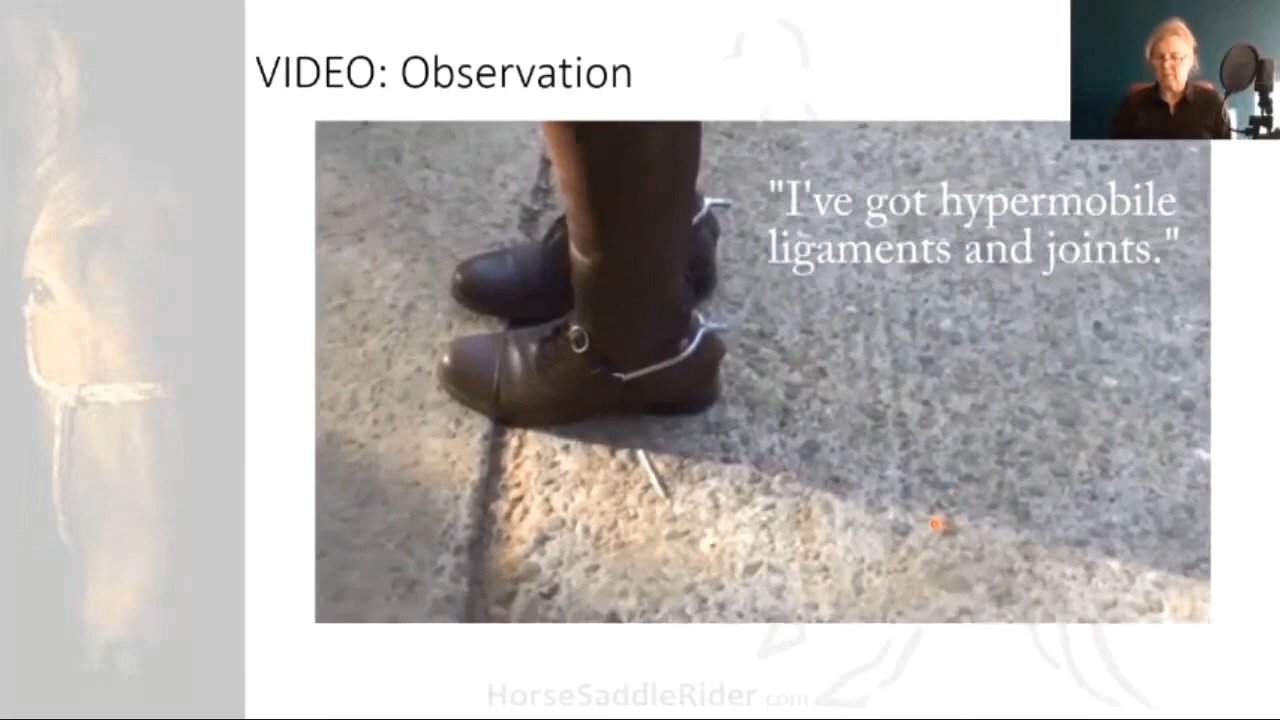 VIDEO: Observation
"I've got hypermobile
ligaments and joints."
HorseSaddleRider.com